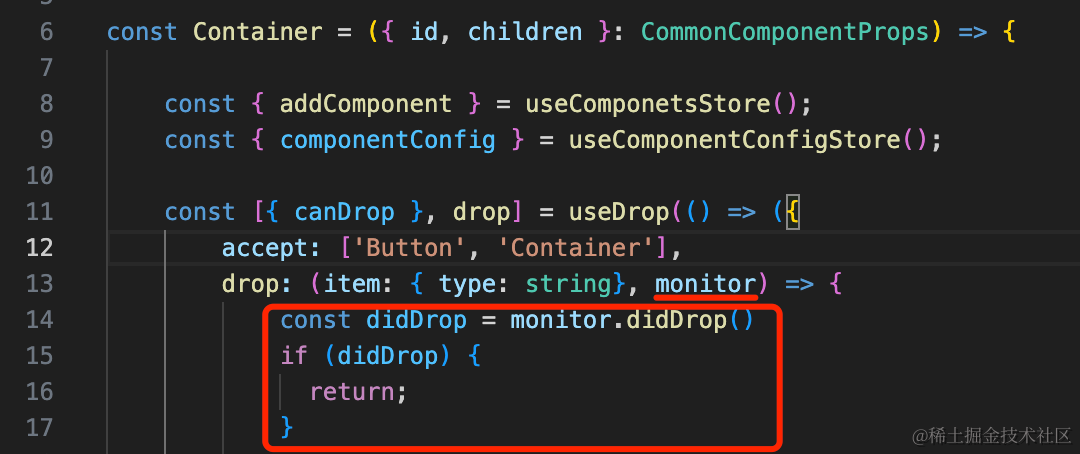 6 const Container = ({ id, children }: CommonComponentProps) => {
7
8 const { addComponent } = useComponetsStore();
9 const { componentConfig } = useComponentConfigStore();
10
11 const [{ canDrop }, drop] = useDrop(() => ({
12 accept: ['Button', 'Container'],
13 drop: (item: { type: string}, monitor) => {
14 const didDrop = monitor.didDrop()
15 if (didDrop) {
16 return;
17 }
@稀土掘金技术社区